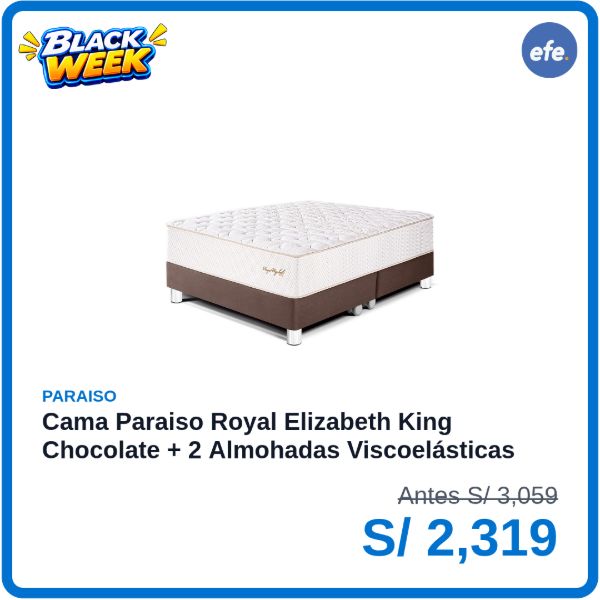 BLACK
WEEK
efe.
PARAISO
Cama Paraiso Royal Elizabeth King
Chocolate + 2 Almohadas Viscoelásticas
Antes S/ 3,059
S/ 2,319